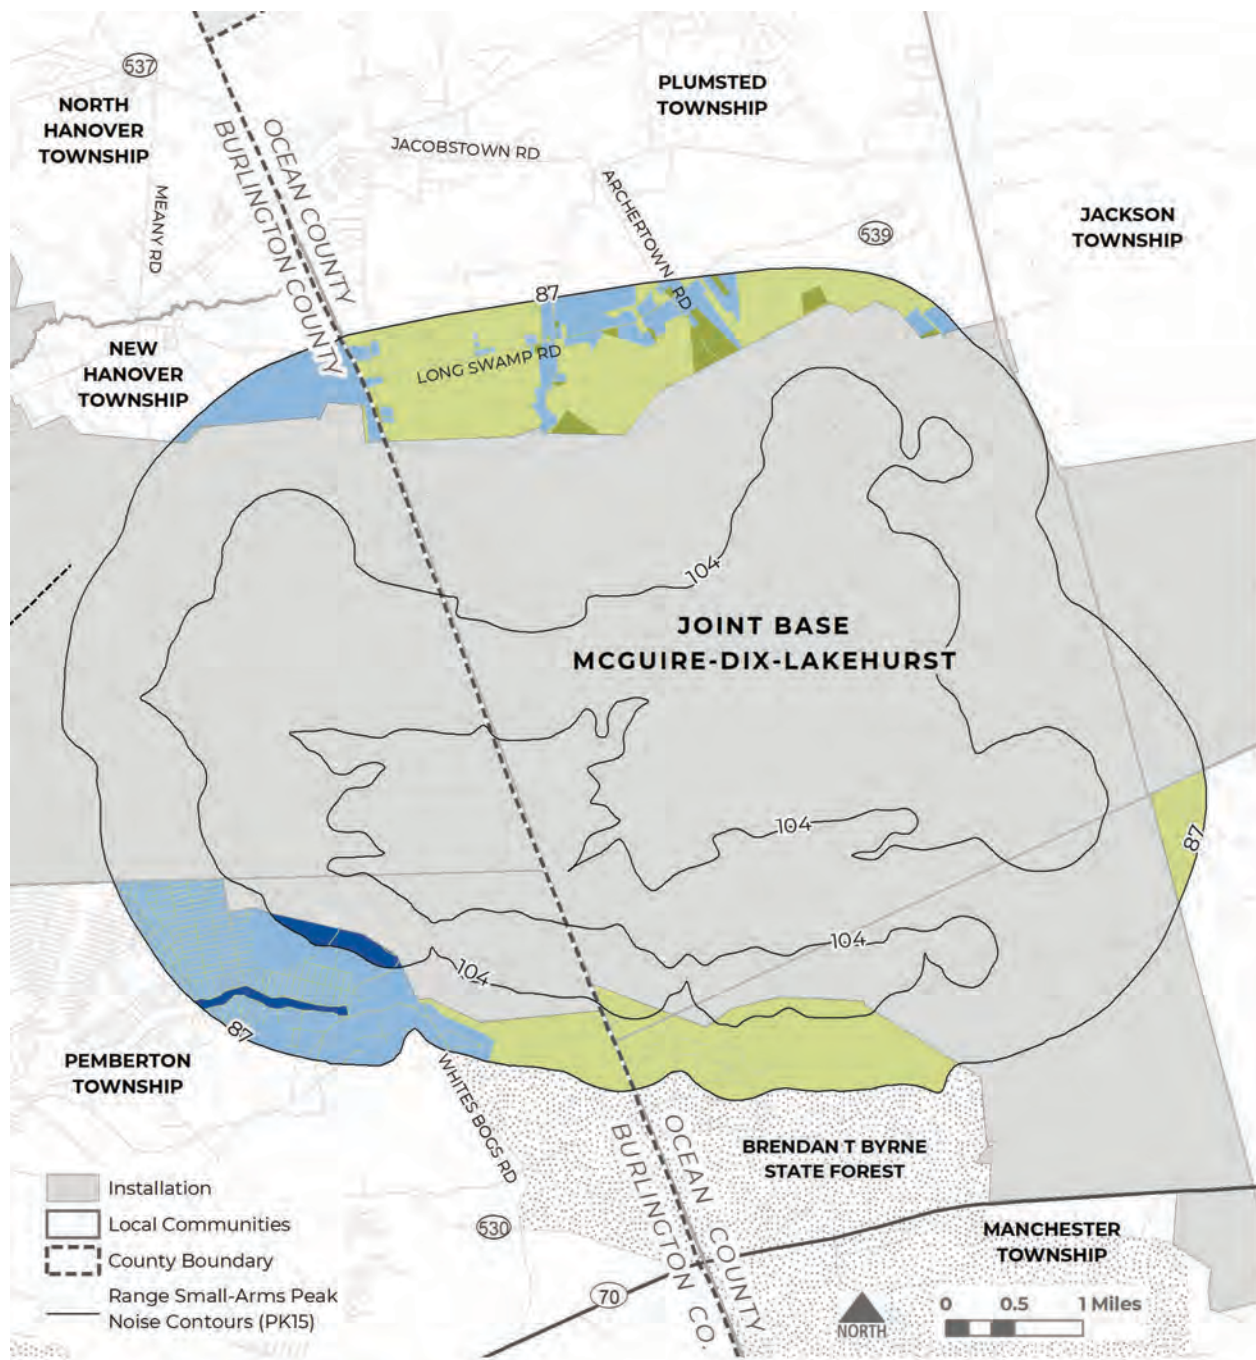 537
NORTH
HANOVER
TOWNSHIP
PLUMSTED
TOWNSHIP
OCEAN COUNTY
BURLINGTON COUNTY
JACOBSTOWN RD
MEANY RD
ARCHERTOWN RD
539
JACKSON
TOWNSHIP
87
NEW
HANOVER
TOWNSHIP
LONG SWAMP RD
104
JOINT BASE
MCGUIRE-DIX-LAKEHURST
104
87
104
104
87
PEMBERTON
TOWNSHIP
WHITES BOGS RD
OCEAN COUNTY
BURLINGTON CO.
BRENDAN T BYRNE
STATE FOREST
530
70
MANCHESTER
TOWNSHIP
Installation
Local Communities
County Boundary
Range Small-Arms Peak
Noise Contours (PK15)
NORTH
0 0.5 1 Miles